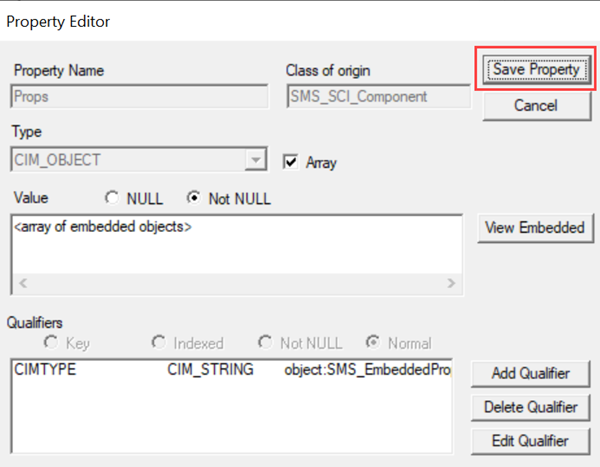 Property Editor
Property Name
Class of origin
Save Property
Props
SMS_SCI_Component
Cancel
Type
CIM_OBJECT
Array
Value
NULL
Not NULL
<array of embedded objects>
View Embedded
Qualifiers
Key
Indexed
Not NULL
Normal
CIMTYPE CIM_STRING object:SMS_EmbeddedProp
Add Qualifier
Delete Qualifier
Edit Qualifier